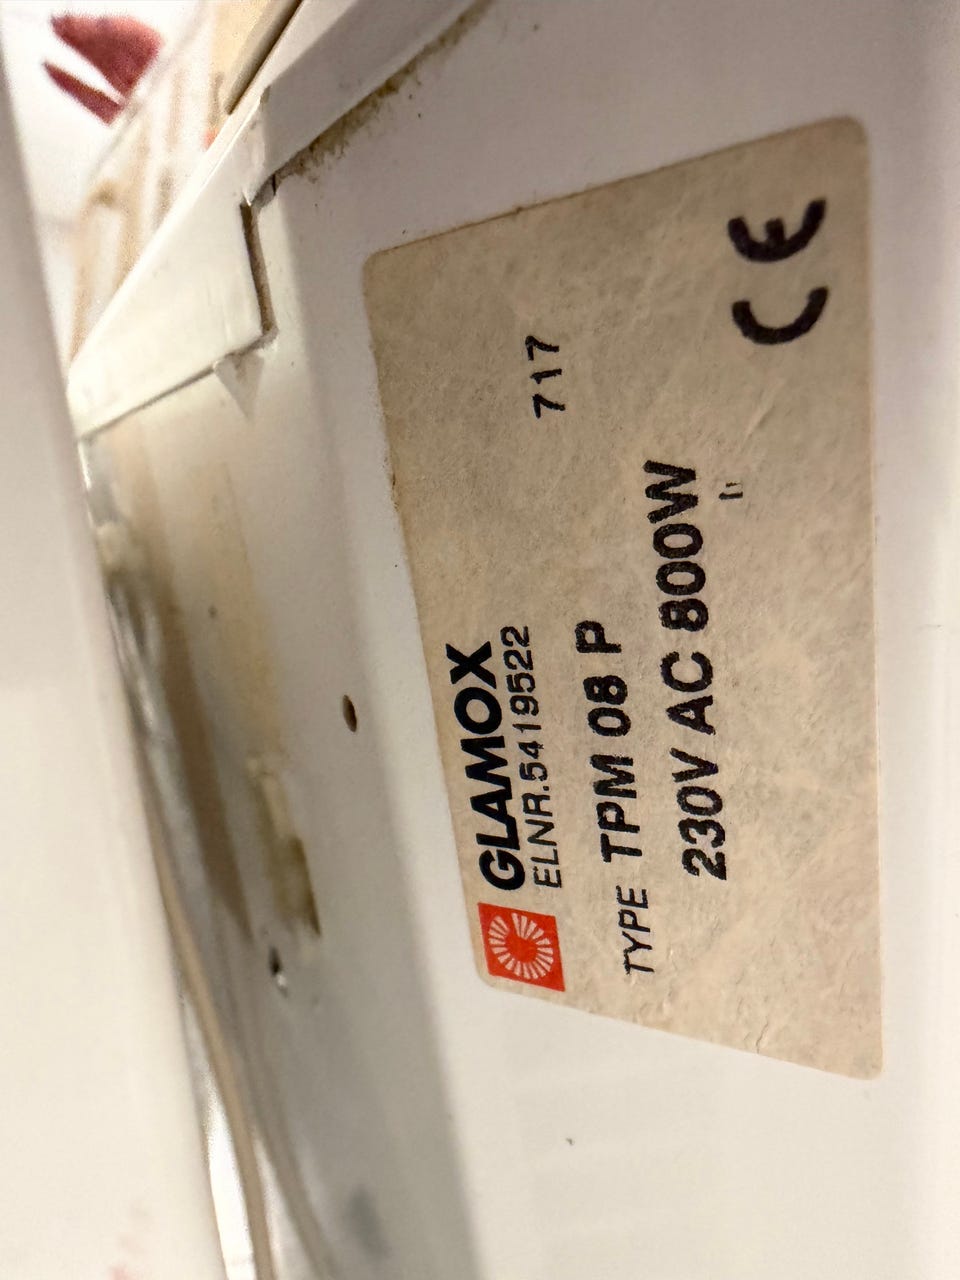 GLAMOX
ELNR.5419522
717
TYPE TPM 08 P
230V AC 800W
CE